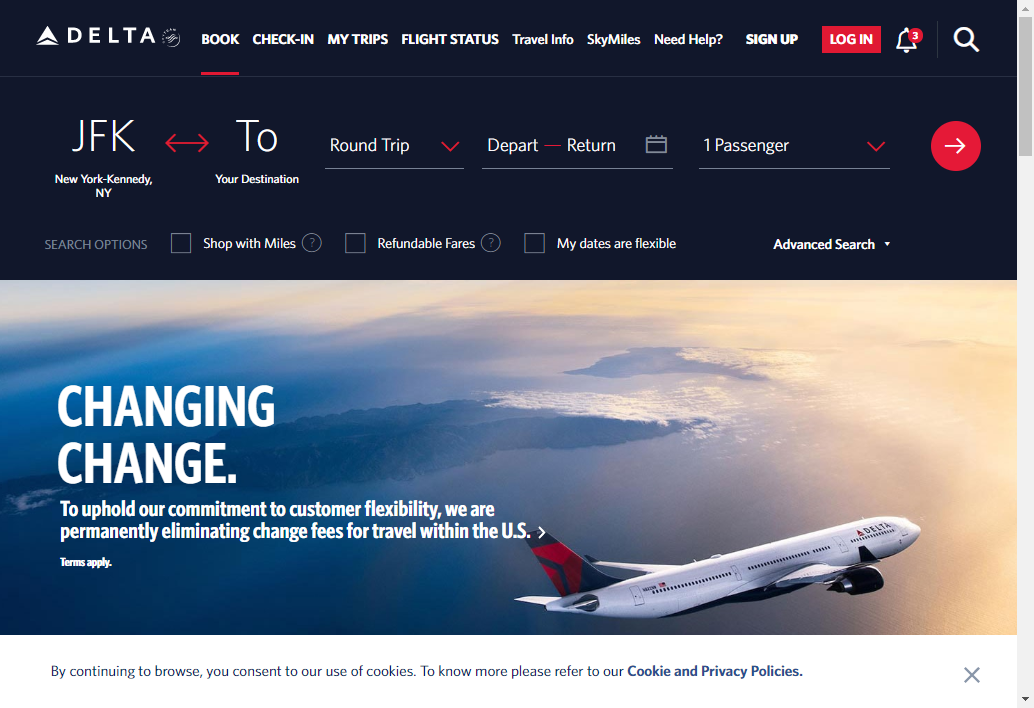 DELTA
BOOK CHECK-IN MY TRIPS FLIGHT STATUS Travel Info SkyMiles Need Help? SIGN UP LOG IN 3
JFK To
Round Trip Depart — Return 1 Passenger
New York-Kennedy, NY
Your Destination
SEARCH OPTIONS Shop with Miles ? Refundable Fares ? My dates are flexible Advanced Search
CHANGING
CHANGE.
To uphold our commitment to customer flexibility, we are
permanently eliminating change fees for travel within the U.S.
Terms apply.
DELTA
By continuing to browse, you consent to our use of cookies. To know more please refer to our Cookie and Privacy Policies.